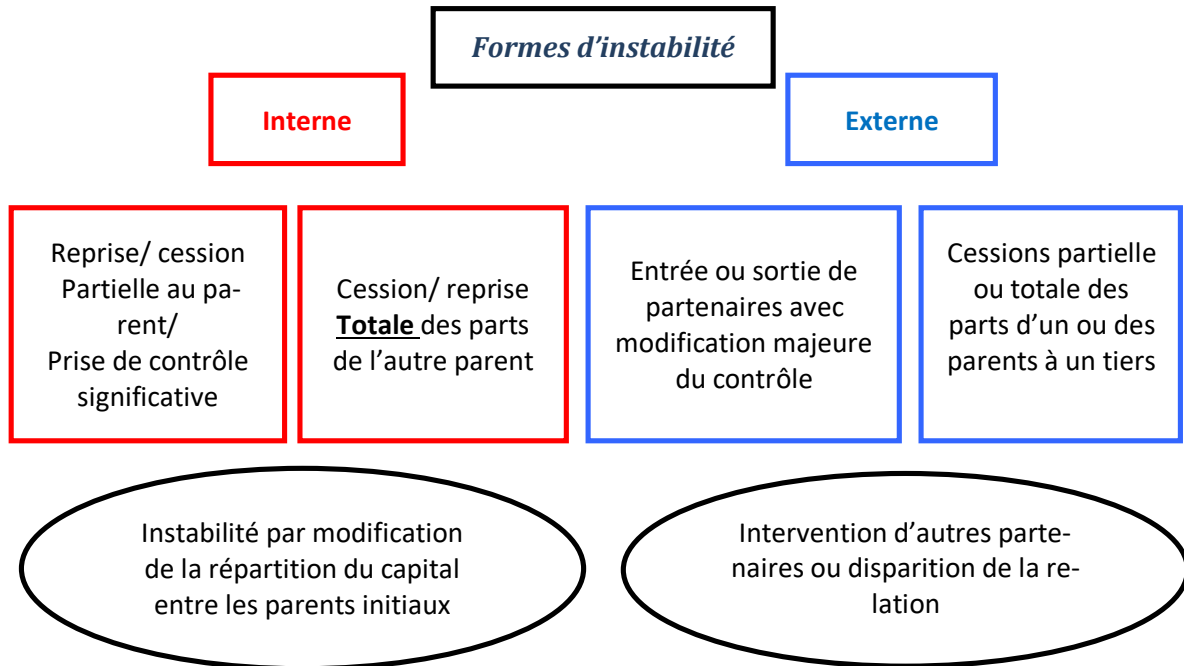 Formes d’instabilité
Interne
Externe
Reprise/ cession
Partielle au pa-
rent/
Prise de contrôle
significative
Cession/ reprise
Totale des parts
de l’autre parent
Entrée ou sortie de
partenaires avec
modification majeure
du contrôle
Cessions partielle
ou totale des
parts d’un ou des
parents à un tiers
Instabilité par modification
de la répartition du capital
entre les parents initiaux
Intervention d’autres parte-
naires ou disparition de la re-
lation